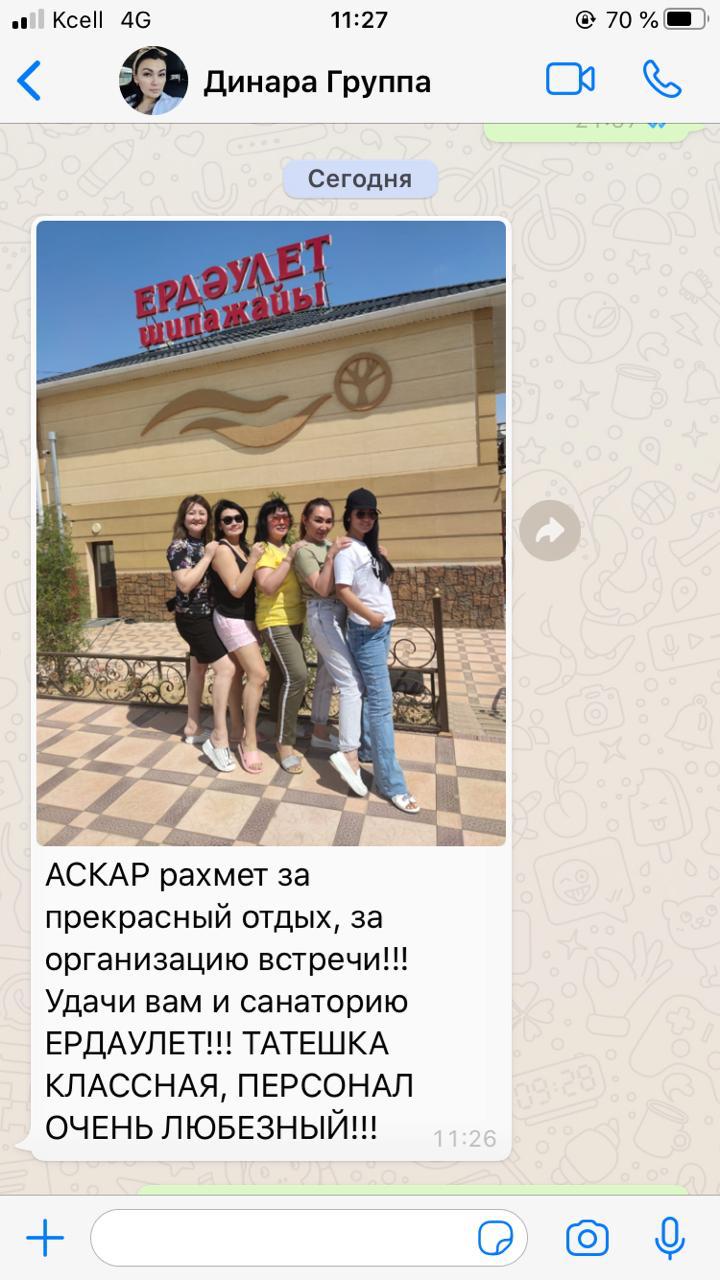 Kcell 4G 11:27 70 %
Динара Группа
Сегодня
ЕРДӘУЛЕТ
шипажайы
АСКАР рахмет за
прекрасный отдых, за
организацию встречи!!!
Удачи вам и санаторию
ЕРДАУЛЕТ!!! ТАТЕШКА
КЛАССНАЯ, ПЕРСОНАЛ
ОЧЕНЬ ЛЮБЕЗНЫЙ!!!
11:26